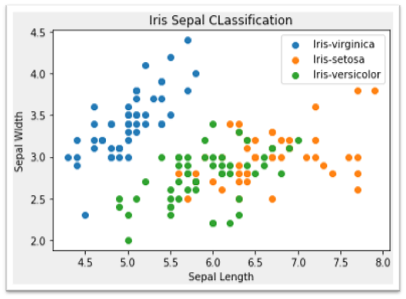 Iris Sepal CLassification
Iris-virginica
Iris-setosa
Iris-versicolor
Sepal Width
4.5
4.0
3.5
3.0
2.5
2.0
4.5 5.0 5.5 6.0 6.5 7.0 7.5 8.0
Sepal Length